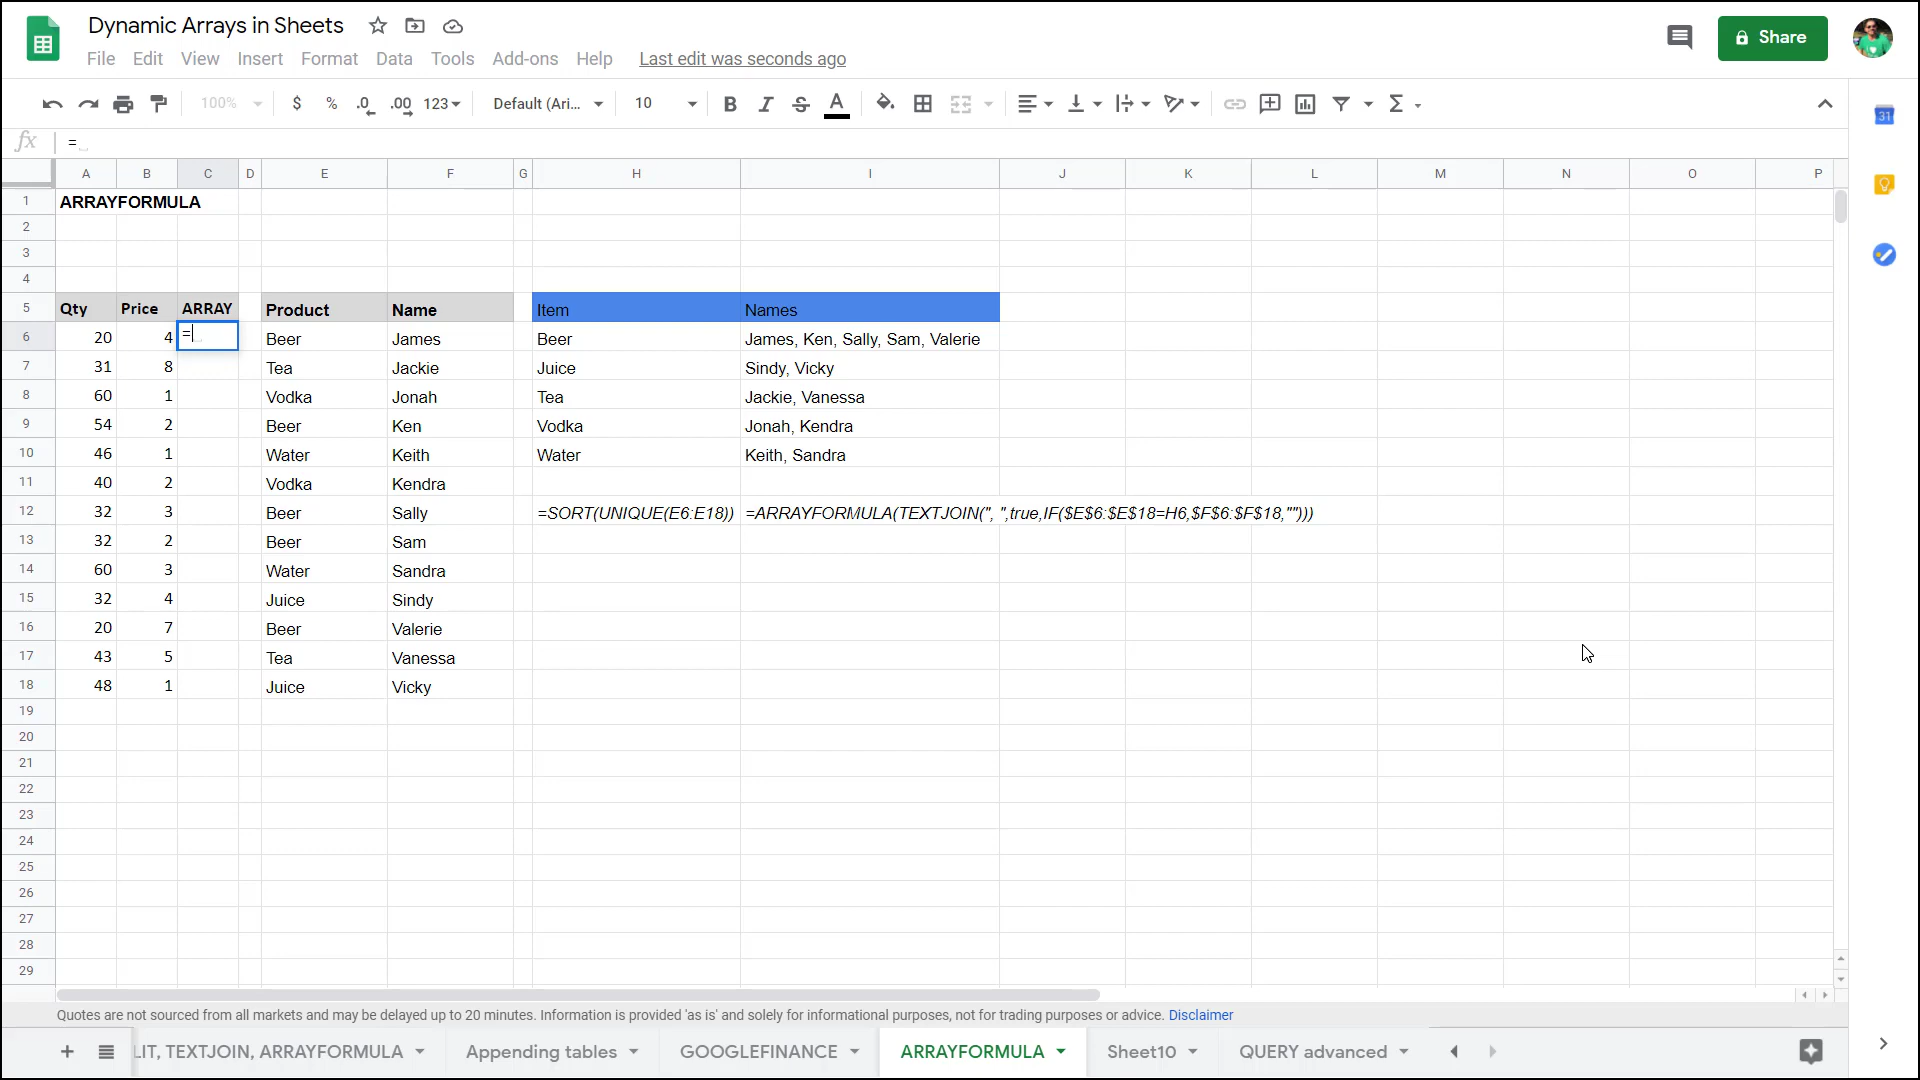 Dynamic Arrays in Sheets
File Edit View Insert Format Data Tools Add-ons Help Last edit was seconds ago
Share
100% $ % .0 .00 123 Default (Ari... 10 B I S A Σ
31
fx =
A B C D E F G H I J K L M N O P
1 ARRAYFORMULA
2
3
4
5 Qty Price ARRAY Product Name Item Names
6 20 4 = Beer James Beer James, Ken, Sally, Sam, Valerie
7 31 8 Tea Jackie Juice Sindy, Vicky
8 60 1 Vodka Jonah Tea Jackie, Vanessa
9 54 2 Beer Ken Vodka Jonah, Kendra
10 46 1 Water Keith Water Keith, Sandra
11 40 2 Vodka Kendra
12 32 3 Beer Sally =SORT(UNIQUE(E6:E18)) =ARRAYFORMULA(TEXTJOIN(", ",true,IF($E$6:$E$18=H6,$F$6:$F$18,"")))
13 32 2 Beer Sam
14 60 3 Water Sandra
15 32 4 Juice Sindy
16 20 7 Beer Valerie
17 43 5 Tea Vanessa
18 48 1 Juice Vicky
19
20
21
22
23
24
25
26
27
28
29
Quotes are not sourced from all markets and may be delayed up to 20 minutes. Information is provided 'as is' and solely for informational purposes, not for trading purposes or advice. Disclaimer
LIT, TEXTJOIN, ARRAYFORMULA Appending tables GOOGLEFINANCE ARRAYFORMULA Sheet10 QUERY advanced